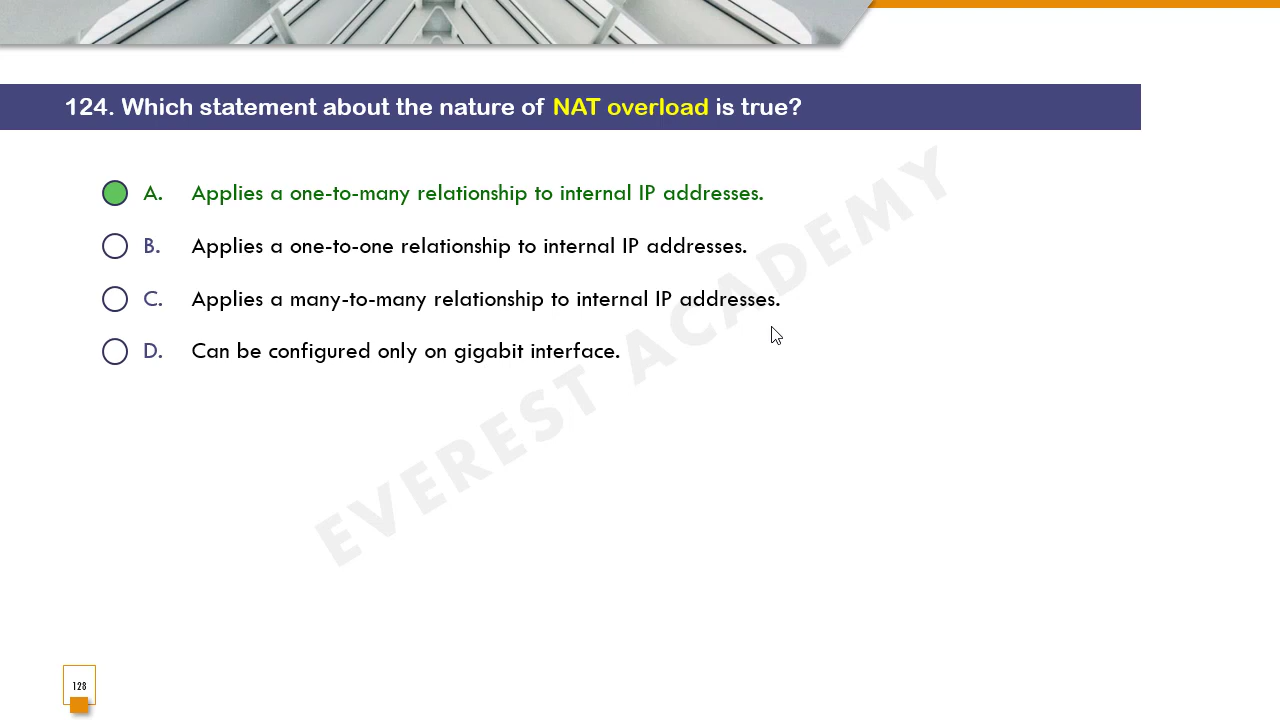 124. Which statement about the nature of NAT overload is true?
A. Applies a one-to-many relationship to internal IP addresses.
B. Applies a one-to-one relationship to internal IP addresses.
C. Applies a many-to-many relationship to internal IP addresses.
D. Can be configured only on gigabit interface.
EVEREST ACADEMY
128